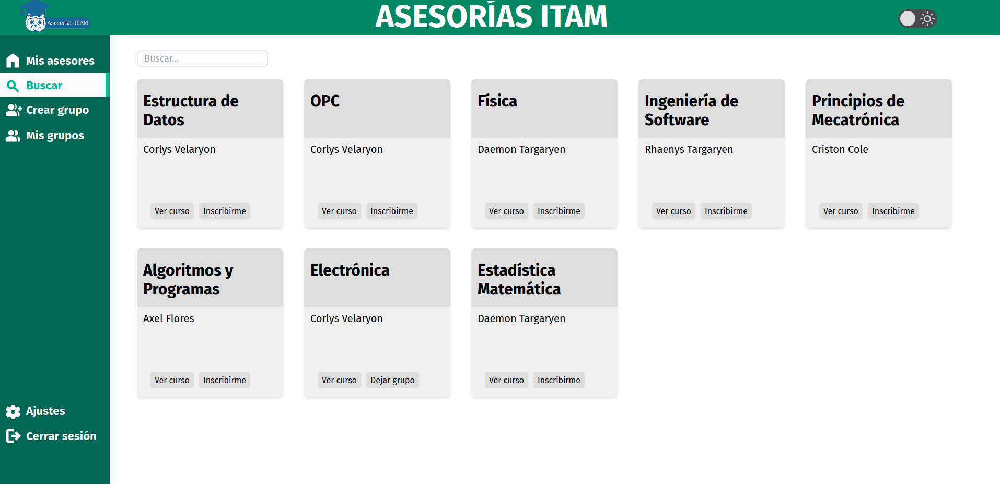 Asesorías ITAM
ASESORÍAS ITAM
Mis asesores
Buscar
Crear grupo
Mis grupos
Ajustes
Cerrar sesión
Buscar...
Estructura de
Datos
Corlys Velaryon
Ver curso Inscribirme
OPC
Corlys Velaryon
Ver curso Inscribirme
Física
Daemon Targaryen
Ver curso Inscribirme
Ingeniería de
Software
Rhaenys Targaryen
Ver curso Inscribirme
Principios de
Mecatrónica
Criston Cole
Ver curso Inscribirme
Algoritmos y
Programas
Axel Flores
Ver curso Inscribirme
Electrónica
Corlys Velaryon
Ver curso Dejar grupo
Estadística
Matemática
Daemon Targaryen
Ver curso Inscribirme